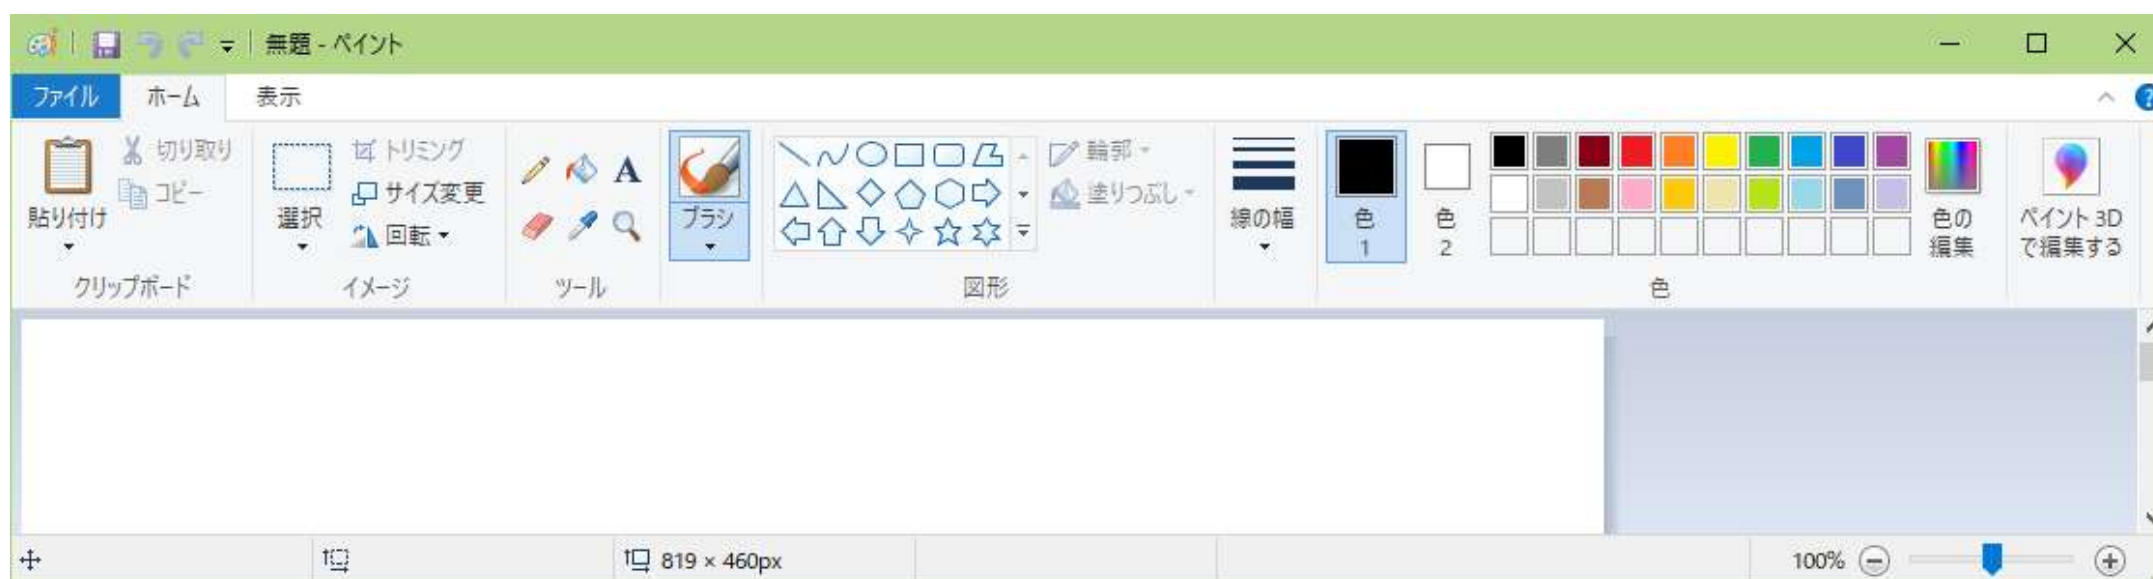 無題 - ペイント
ファイル ホーム 表示
貼り付け
切り取り
コピー
クリップボード
選択
トリミング
サイズ変更
回転
イメージ
A
ツール
ブラシ
輪郭
塗りつぶし
図形
線の幅
色
1
色
2
色の
編集
色
ペイント 3D
で編集する
819 × 460px
100%